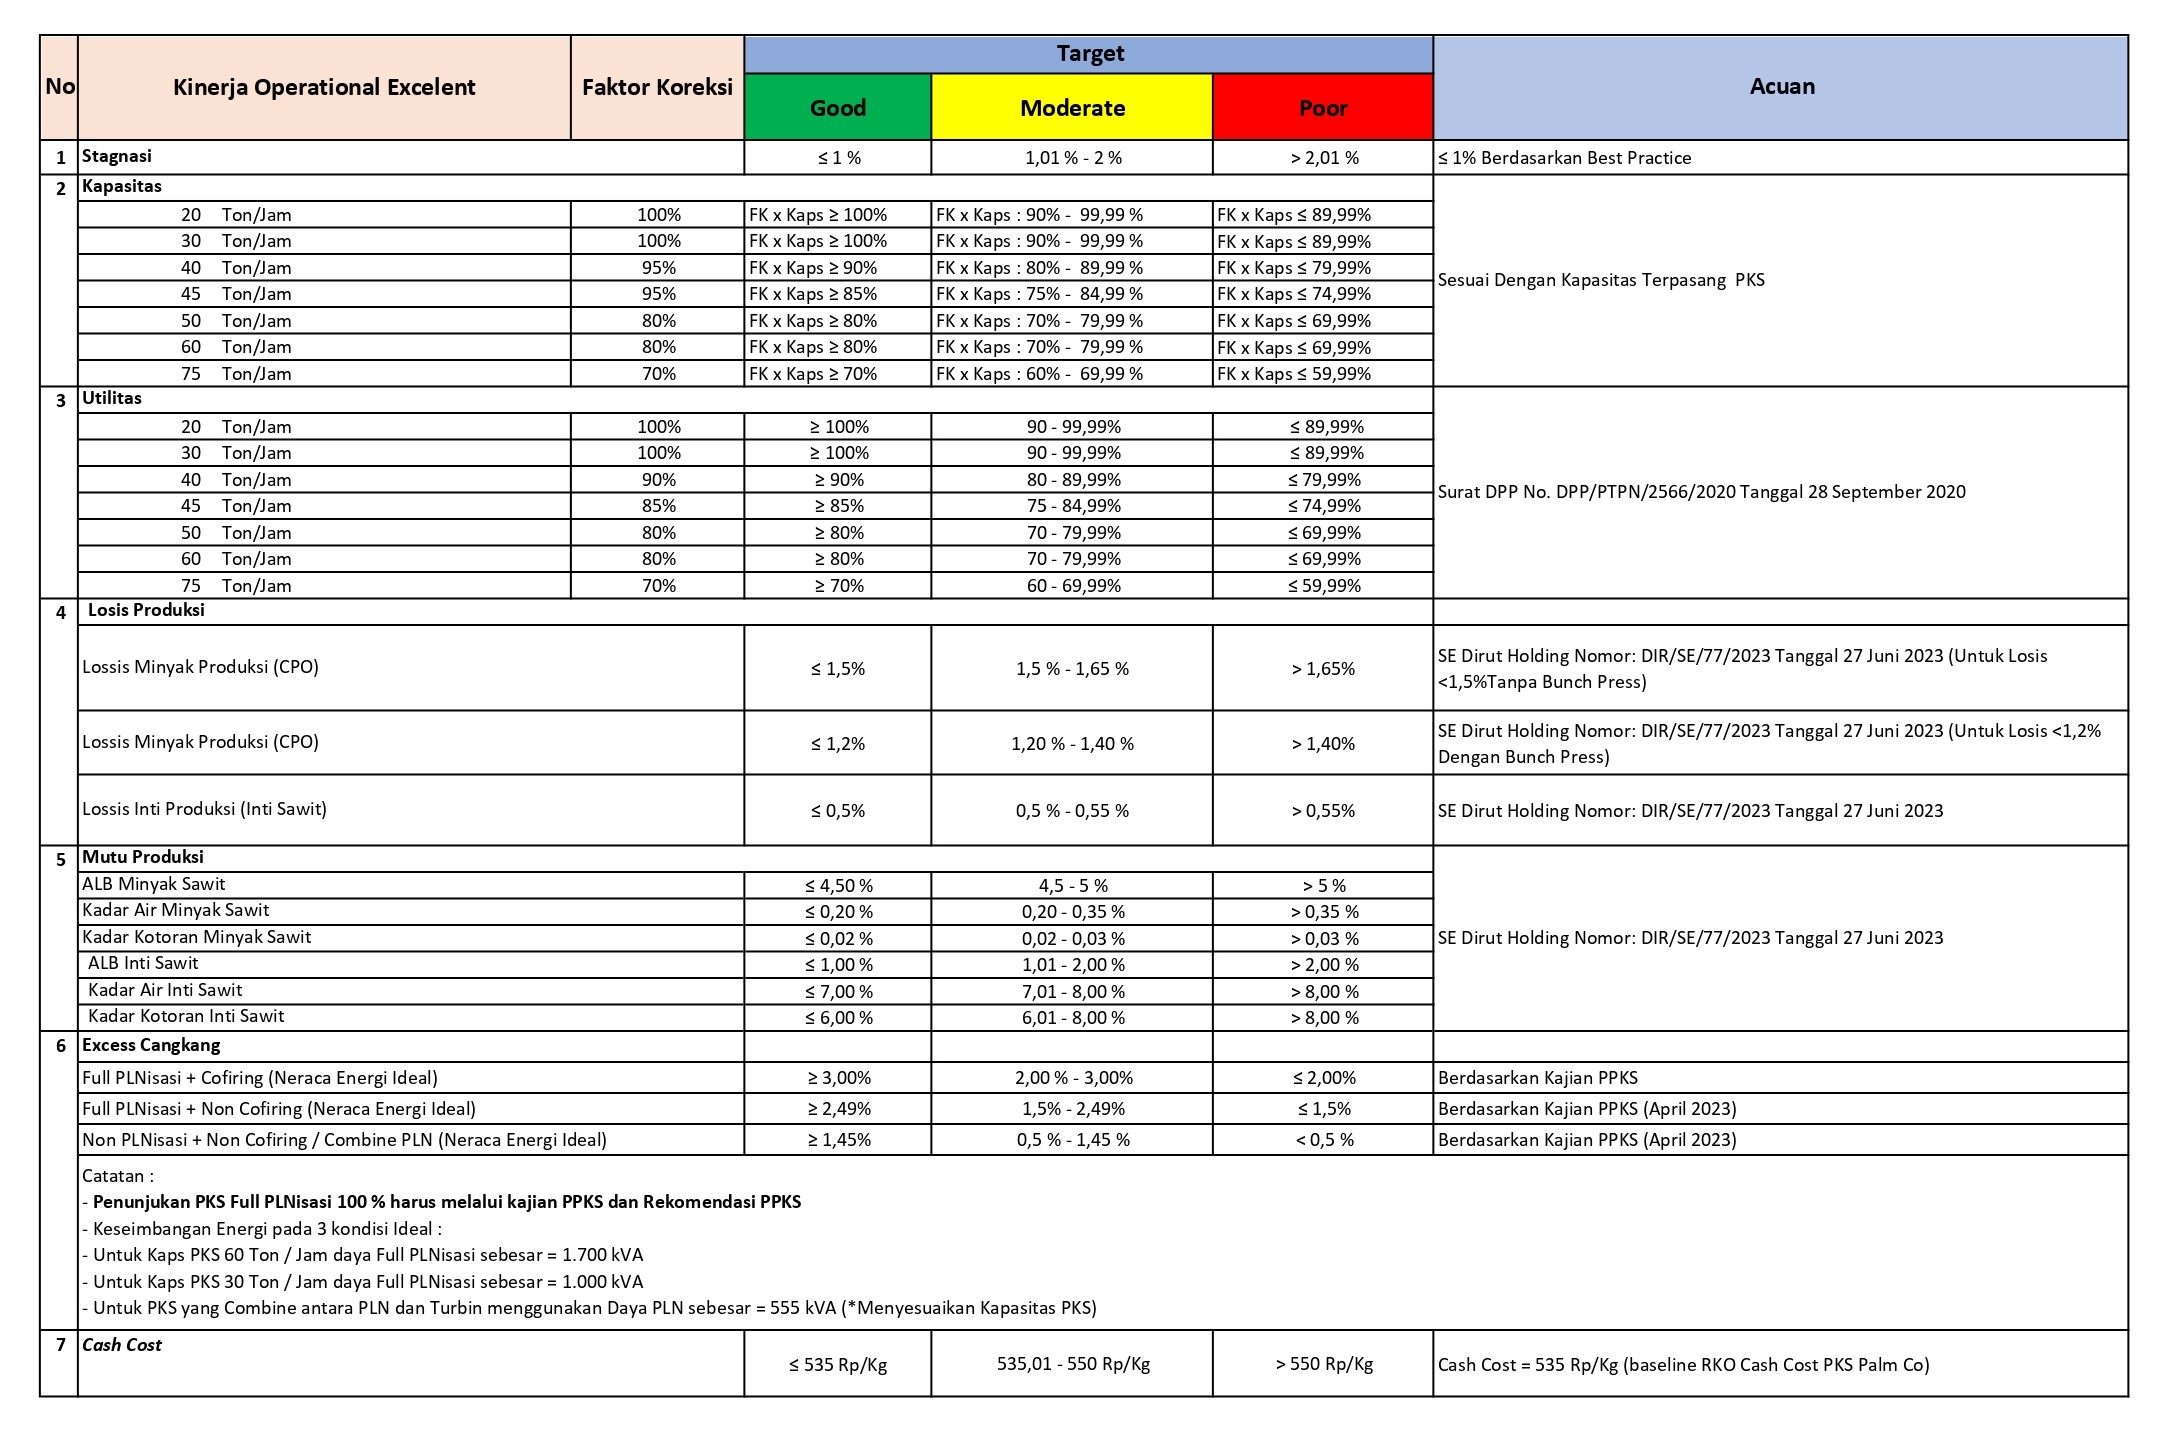 No Kinerja Operational Excelent Faktor Koreksi Target Acuan
Good Moderate Poor
1 Stagnasi ≤ 1 % 1,01 % - 2 % > 2,01 % ≤ 1% Berdasarkan Best Practice
2 Kapasitas
20 Ton/Jam 100% FK x Kaps ≥ 100% FK x Kaps : 90% - 99,99 % FK x Kaps ≤ 89,99%
30 Ton/Jam 100% FK x Kaps ≥ 100% FK x Kaps : 90% - 99,99 % FK x Kaps ≤ 89,99%
40 Ton/Jam 95% FK x Kaps ≥ 90% FK x Kaps : 80% - 89,99 % FK x Kaps ≤ 79,99%
Sesuai Dengan Kapasitas Terpasang PKS
45 Ton/Jam 95% FK x Kaps ≥ 85% FK x Kaps : 75% - 84,99 % FK x Kaps ≤ 74,99%
50 Ton/Jam 80% FK x Kaps ≥ 80% FK x Kaps : 70% - 79,99 % FK x Kaps ≤ 69,99%
60 Ton/Jam 80% FK x Kaps ≥ 80% FK x Kaps : 70% - 79,99 % FK x Kaps ≤ 69,99%
75 Ton/Jam 70% FK x Kaps ≥ 70% FK x Kaps : 60% - 69,99 % FK x Kaps ≤ 59,99%
3 Utilitas
20 Ton/Jam 100% ≥ 100% 90 - 99,99% ≤ 89,99%
30 Ton/Jam 100% ≥ 100% 90 - 99,99% ≤ 89,99%
40 Ton/Jam 90% ≥ 90% 80 - 89,99% ≤ 79,99%
Surat DPP No. DPP/PTPN/2566/2020 Tanggal 28 September 2020
45 Ton/Jam 85% ≥ 85% 75 - 84,99% ≤ 74,99%
50 Ton/Jam 80% ≥ 80% 70 - 79,99% ≤ 69,99%
60 Ton/Jam 80% ≥ 80% 70 - 79,99% ≤ 69,99%
75 Ton/Jam 70% ≥ 70% 60 - 69,99% ≤ 59,99%
4 Losis Produksi
Lossis Minyak Produksi (CPO) ≤ 1,5% 1,5 % - 1,65 % > 1,65% SE Dirut Holding Nomor: DIR/SE/77/2023 Tanggal 27 Juni 2023 (Untuk Losis
<1,5%Tanpa Bunch Press)
Lossis Minyak Produksi (CPO) ≤ 1,2% 1,20 % - 1,40 % > 1,40% SE Dirut Holding Nomor: DIR/SE/77/2023 Tanggal 27 Juni 2023 (Untuk Losis <1,2%
Dengan Bunch Press)
Lossis Inti Produksi (Inti Sawit) ≤ 0,5% 0,5 % - 0,55 % > 0,55% SE Dirut Holding Nomor: DIR/SE/77/2023 Tanggal 27 Juni 2023
5 Mutu Produksi
ALB Minyak Sawit ≤ 4,50 % 4,5 - 5 % > 5 %
Kadar Air Minyak Sawit ≤ 0,20 % 0,20 - 0,35 % > 0,35 %
Kadar Kotoran Minyak Sawit ≤ 0,02 % 0,02 - 0,03 % > 0,03 % SE Dirut Holding Nomor: DIR/SE/77/2023 Tanggal 27 Juni 2023
ALB Inti Sawit ≤ 1,00 % 1,01 - 2,00 % > 2,00 %
Kadar Air Inti Sawit ≤ 7,00 % 7,01 - 8,00 % > 8,00 %
Kadar Kotoran Inti Sawit ≤ 6,00 % 6,01 - 8,00 % > 8,00 %
6 Excess Cangkang
Full PLNisasi + Cofiring (Neraca Energi Ideal) ≥ 3,00% 2,00 % - 3,00% ≤ 2,00% Berdasarkan Kajian PPKS
Full PLNisasi + Non Cofiring (Neraca Energi Ideal) ≥ 2,49% 1,5% - 2,49% ≤ 1,5% Berdasarkan Kajian PPKS (April 2023)
Non PLNisasi + Non Cofiring / Combine PLN (Neraca Energi Ideal) ≥ 1,45% 0,5 % - 1,45 % < 0,5 % Berdasarkan Kajian PPKS (April 2023)
Catatan :
- Penunjukan PKS Full PLNisasi 100 % harus melalui kajian PPKS dan Rekomendasi PPKS
- Keseimbangan Energi pada 3 kondisi Ideal :
- Untuk Kaps PKS 60 Ton / Jam daya Full PLNisasi sebesar = 1.700 kVA
- Untuk Kaps PKS 30 Ton / Jam daya Full PLNisasi sebesar = 1.000 kVA
- Untuk PKS yang Combine antara PLN dan Turbin menggunakan Daya PLN sebesar = 555 kVA (*Menyesuaikan Kapasitas PKS)
7 Cash Cost ≤ 535 Rp/Kg 535,01 - 550 Rp/Kg > 550 Rp/Kg Cash Cost = 535 Rp/Kg (baseline RKO Cash Cost PKS Palm Co)